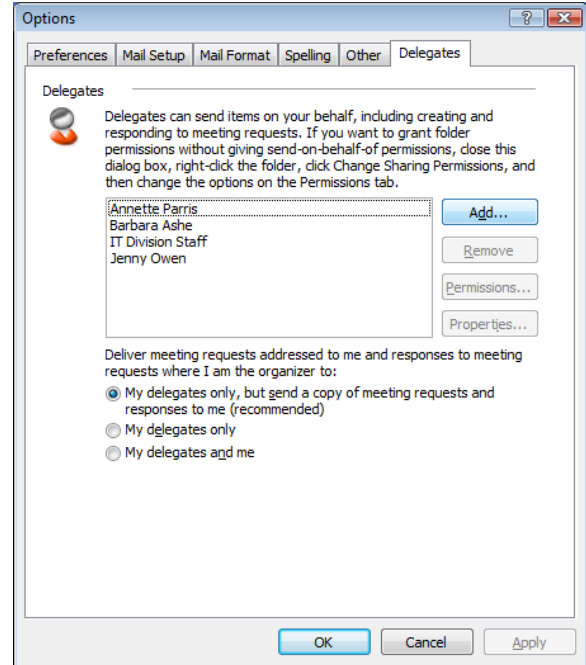 Options
Preferences Mail Setup Mail Format Spelling Other Delegates
Delegates
Delegates can send items on your behalf, including creating and
responding to meeting requests. If you want to grant folder
permissions without giving send-on-behalf-of permissions, close this
dialog box, right-click the folder, click Change Sharing Permissions, and
then change the options on the Permissions tab.
Annette Parris
Barbara Ashe
IT Division Staff
Jenny Owen
Add...
Remove
Permissions...
Properties...
Deliver meeting requests addressed to me and responses to meeting
requests where I am the organizer to:
My delegates only, but send a copy of meeting requests and
responses to me (recommended)
My delegates only
My delegates and me
OK Cancel Apply